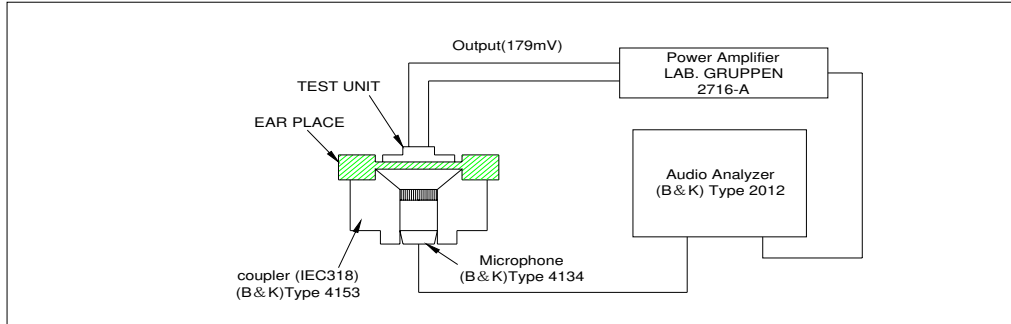 Output(179mV)
Power Amplifier
LAB. GRUPPEN
2716-A
TEST UNIT
EAR PLACE
Audio Analyzer
(B&K) Type 2012
Microphone
(B&K)Type 4134
coupler (IEC318)
(B&K)Type 4153